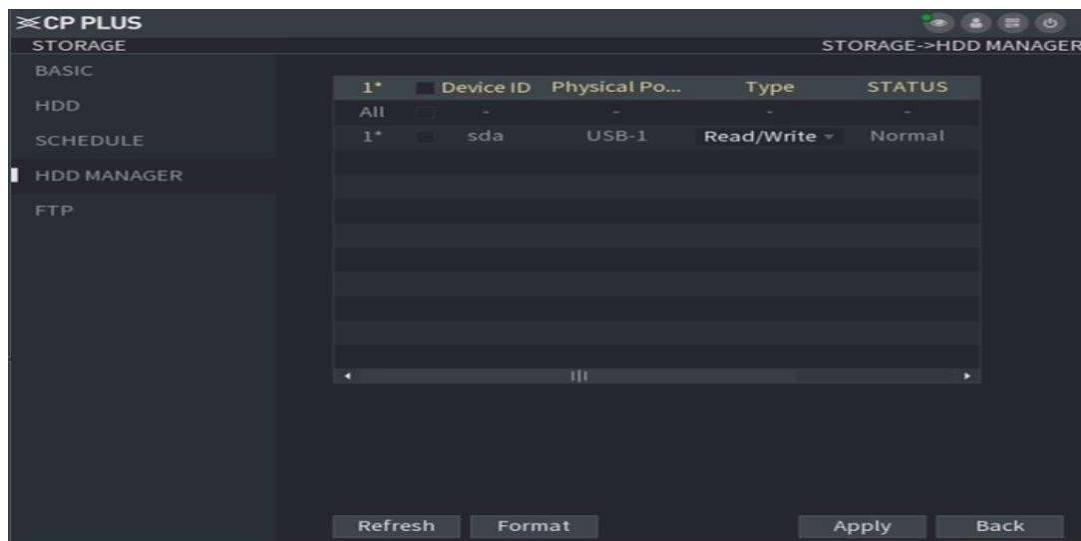 CP PLUS
STORAGE STORAGE->HDD MANAGER
BASIC
HDD
SCHEDULE
HDD MANAGER
FTP
1* Device ID Physical Po... Type STATUS
All - - - -
1* sda USB-1 Read/Write Normal
Refresh Format Apply Back